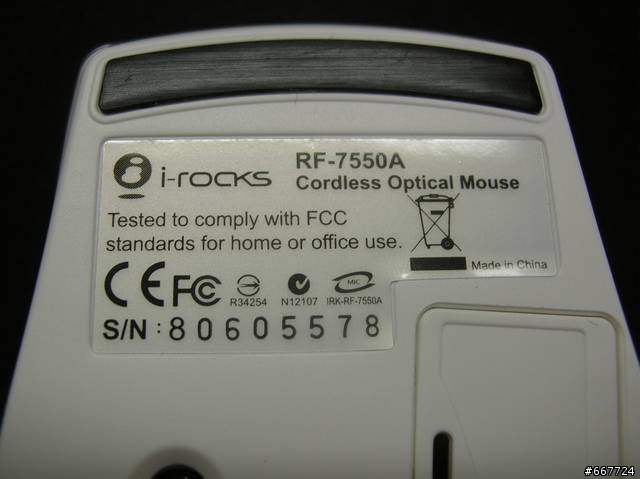 i-rocks
RF-7550A
Cordless Optical Mouse
Tested to comply with FCC
standards for home or office use.
Made in China
CE FC
R34254
N12107
MIC
IRK-RF-7550A
S/N : 80605578
#667724